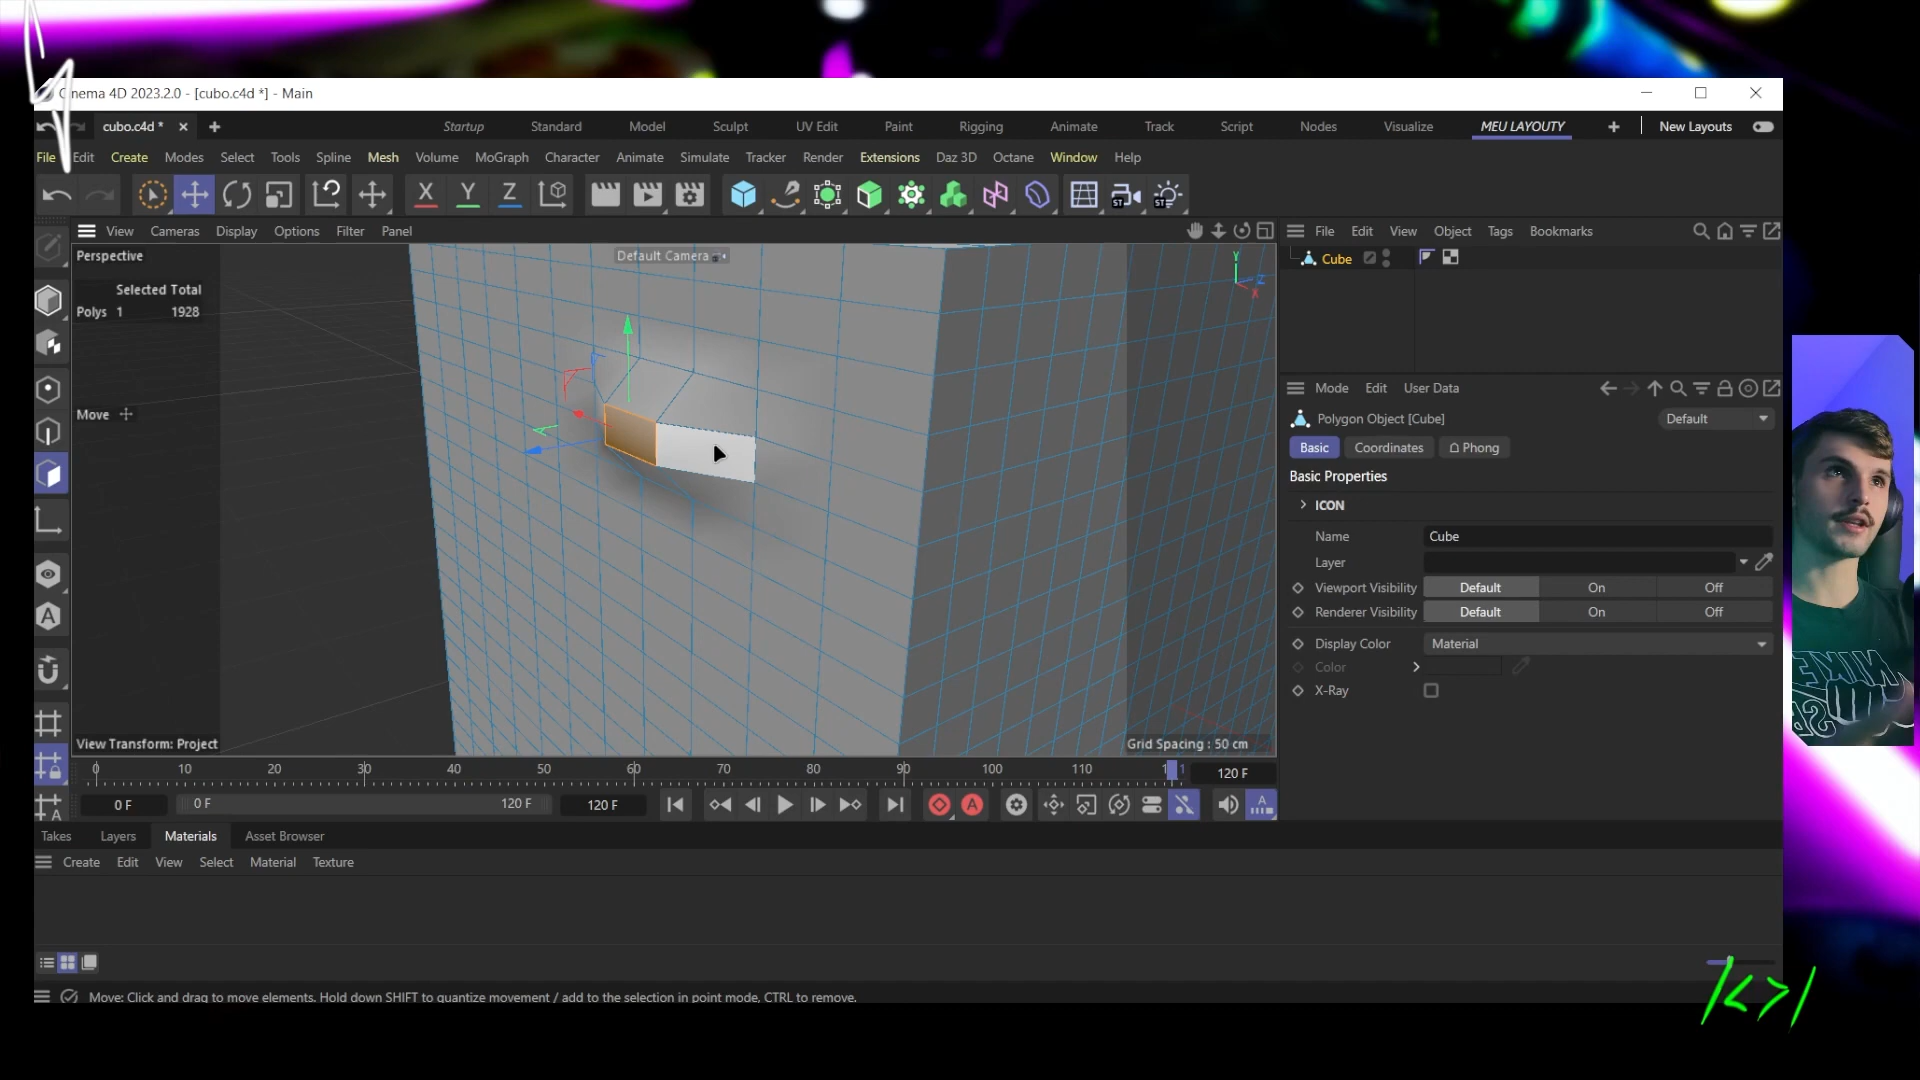 Cinema 4D 2023.2.0 - [cubo.c4d *] - Main
cubo.c4d *
Startup Standard Model Sculpt UV Edit Paint Rigging Animate Track Script Nodes Visualize MEU LAYOUTY New Layouts
File Edit Create Modes Select Tools Spline Mesh Volume MoGraph Character Animate Simulate Tracker Render Extensions Daz 3D Octane Window Help
X Y Z ST ST
View Cameras Display Options Filter Panel
File Edit View Object Tags Bookmarks
Perspective
Default Camera
Y Z X
Cube
Selected Total
Polys 1 1928
Mode Edit User Data
Move
Polygon Object [Cube]
Default
Basic Coordinates Phong
Basic Properties
ICON
Name Cube
Layer
Viewport Visibility Default On Off
Renderer Visibility Default On Off
Display Color Material
Color
X-Ray
View Transform: Project
Grid Spacing : 50 cm
0 10 20 30 40 50 60 70 80 90 100 110
120 F
0 F
0 F
120 F
120 F
Takes Layers Materials Asset Browser
Create Edit View Select Material Texture
Move: Click and drag to move elements. Hold down SHIFT to quantize movement / add to the selection in point mode, CTRL to remove.